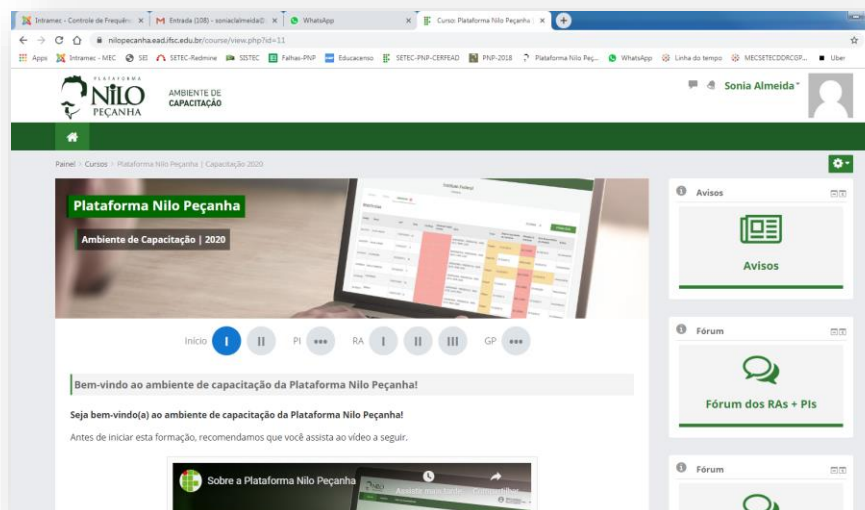 Intramec - Controle de Frequênc
Entrada (108) - soniaclalmeida@
WhatsApp
Curso: Plataforma Nilo Peçanha |
nilopecanha.ead.ifsc.edu.br/course/view.php?id=11
Apps Intramec - MEC SEI SETEC-Redmine SISTEC Falhas-PNP Educacenso SETEC-PNP-CERFEAD PNP-2018 Plataforma Nilo Peç... WhatsApp Linha do tempo MECSETECDDRCGP... Uber
PLATAFORMA
NILO
PEÇANHA
AMBIENTE DE
CAPACITAÇÃO
Sonia Almeida
Painel > Cursos > Plataforma Nilo Peçanha | Capacitação 2020
Plataforma Nilo Peçanha
Ambiente de Capacitação | 2020
Início I II PI ••• RA I II III GP •••
Bem-vindo ao ambiente de capacitação da Plataforma Nilo Peçanha!
Seja bem-vindo(a) ao ambiente de capacitação da Plataforma Nilo Peçanha!
Antes de iniciar esta formação, recomendamos que você assista ao vídeo a seguir.
Sobre a Plataforma Nilo Peçanha
Assistir mais tarde
Compartilhar
Avisos
Avisos
Fórum
Fórum dos RAs + PIs
Fórum